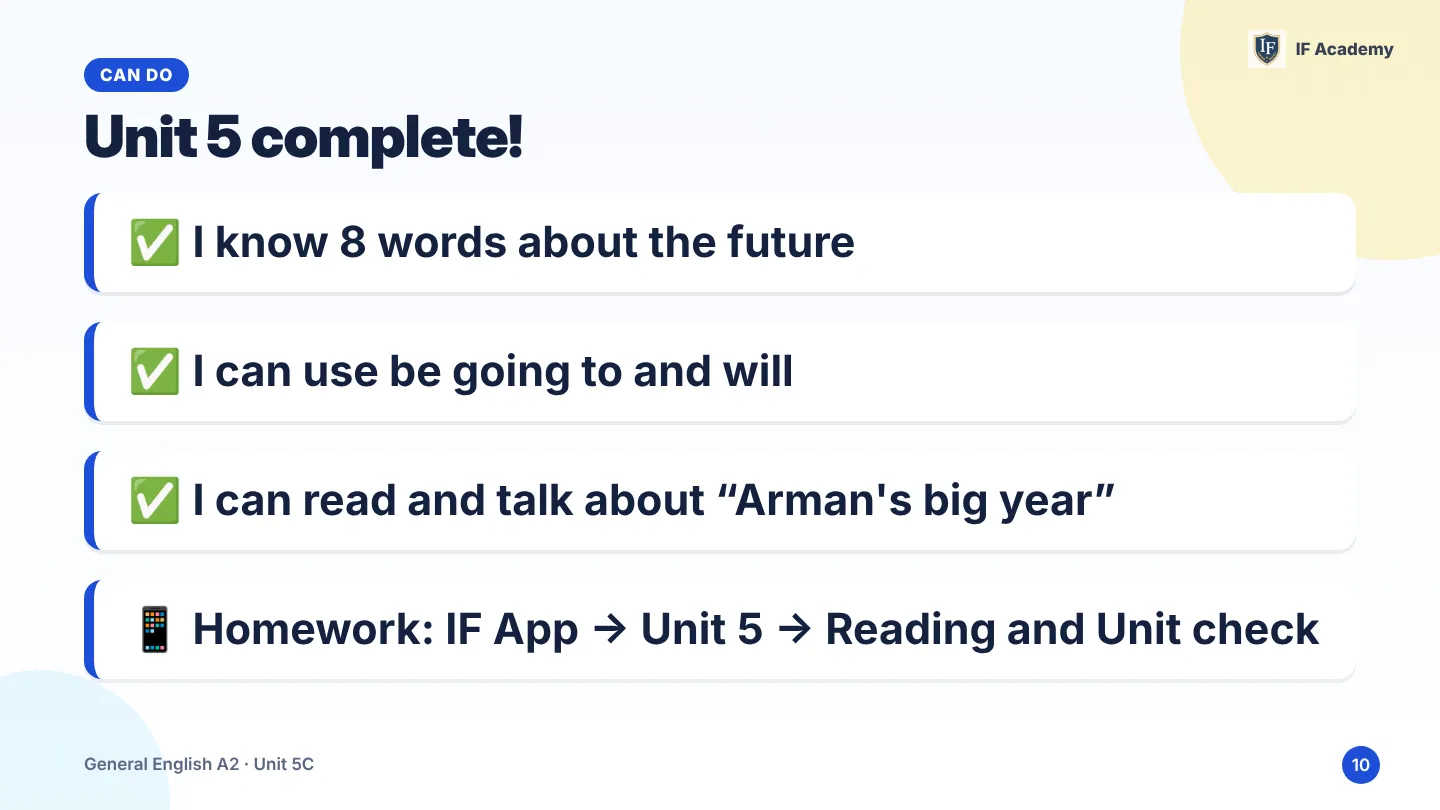 IF
IF Academy
CAN DO
Unit 5 complete!
✅ I know 8 words about the future
✅ I can use be going to and will
✅ I can read and talk about “Arman's big year”
📱 Homework: IF App → Unit 5 → Reading and Unit check
General English A2 · Unit 5C
10